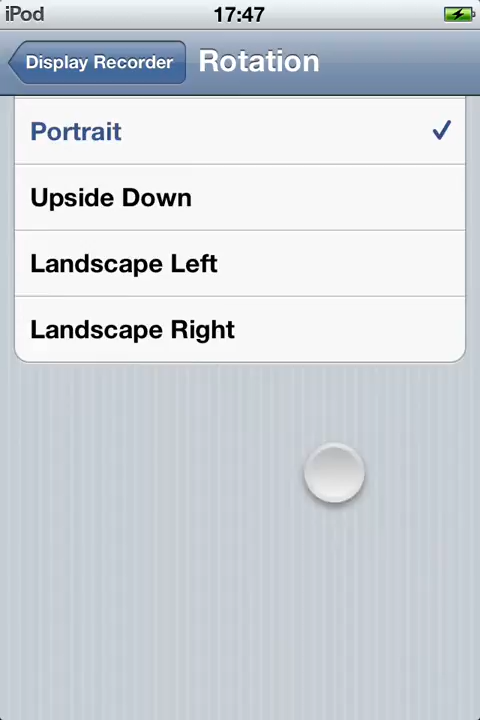 iPod 17:47
Display Recorder Rotation
Portrait
Upside Down
Landscape Left
Landscape Right